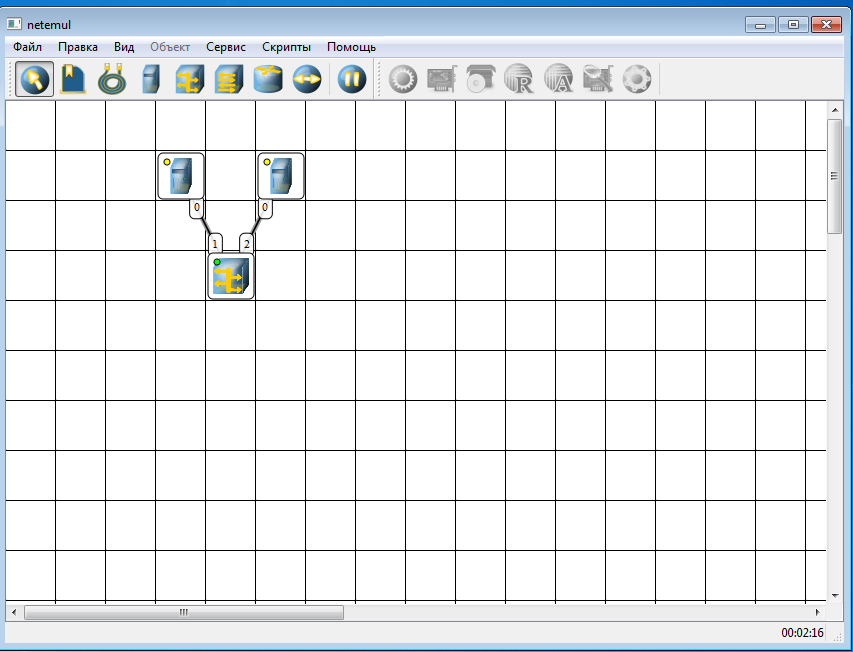 netemul
Файл Правка Вид Объект Сервис Скрипты Помощь
R A
0 0
1 2
00:02:16